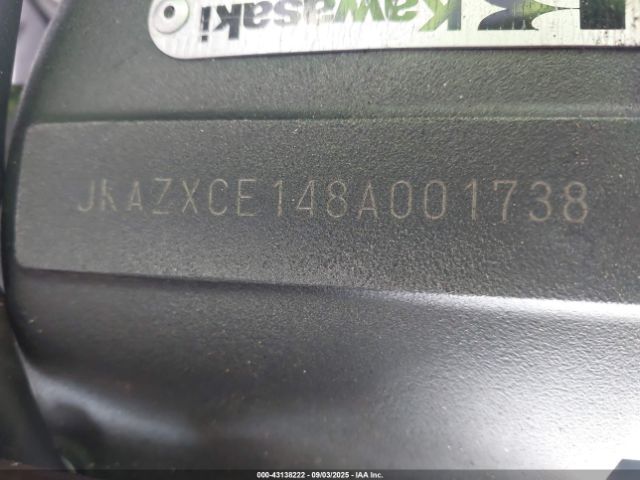 Kawasaki
JKAZXCE148A001738
000-43138222 - 09/03/2025 - IAA Inc.